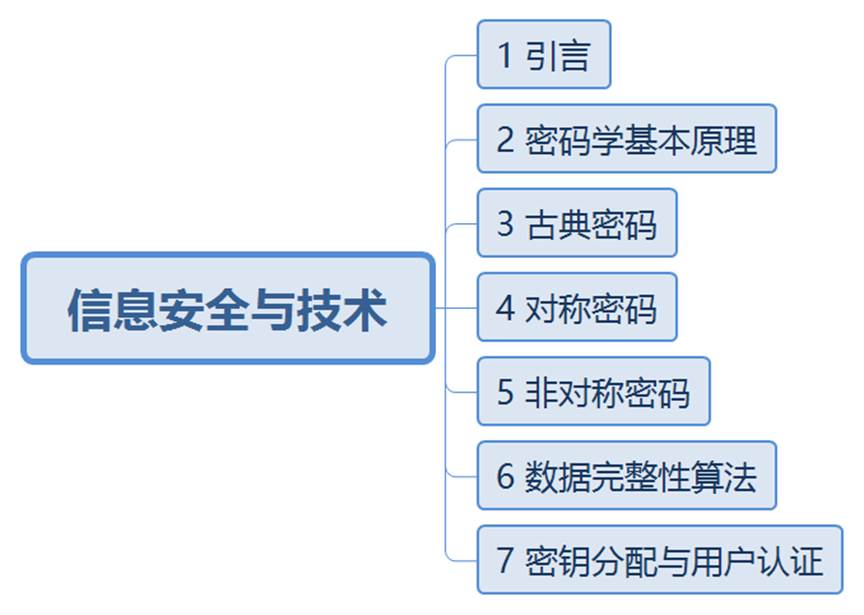 信息安全与技术
1 引言
2 密码学基本原理
3 古典密码
4 对称密码
5 非对称密码
6 数据完整性算法
7 密钥分配与用户认证